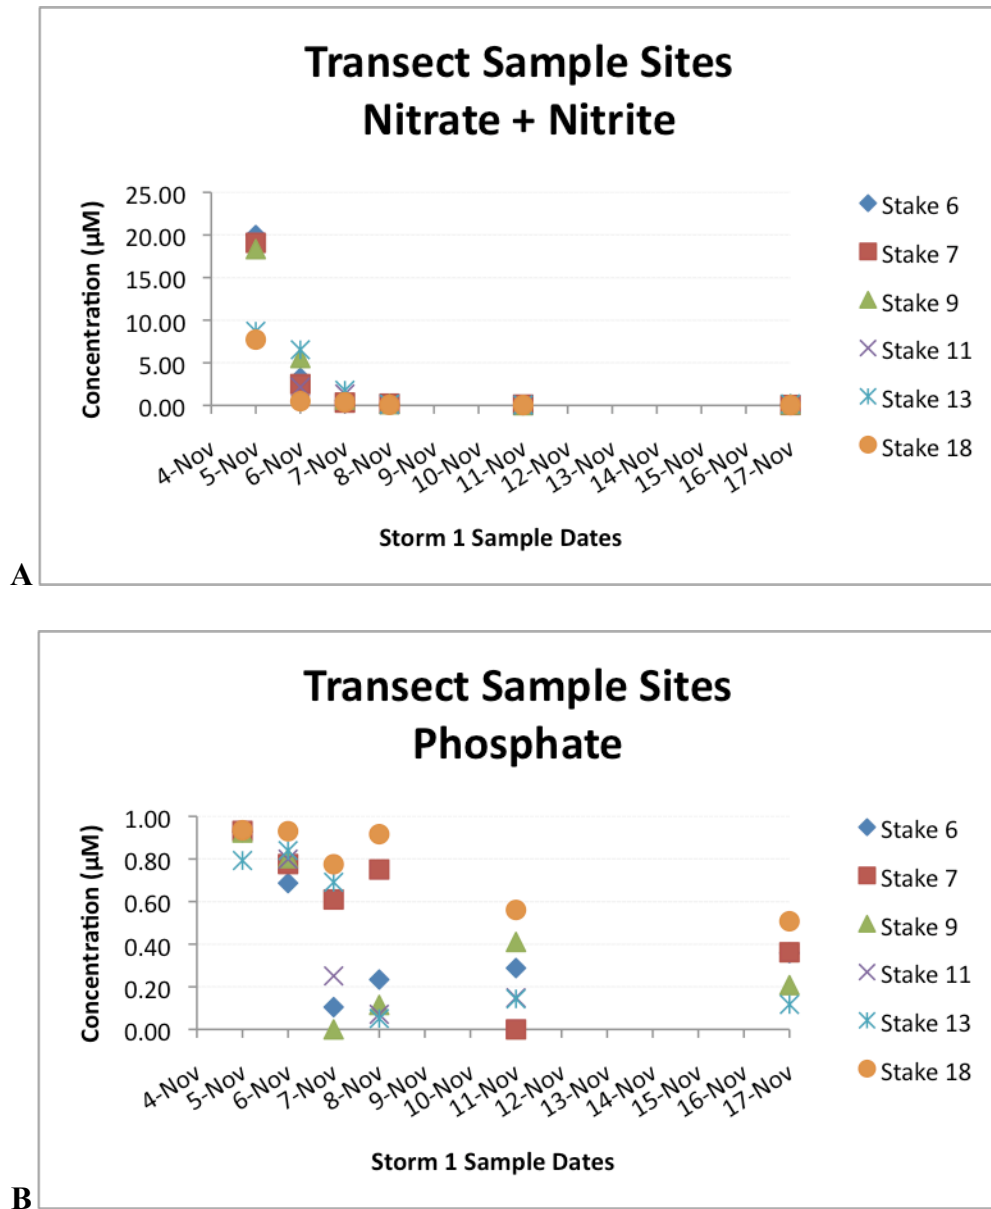 Transect Sample Sites
Nitrate + Nitrite
Concentration (µM)
25.00
20.00
15.00
10.00
5.00
0.00
4-Nov
5-Nov
6-Nov
7-Nov
8-Nov
9-Nov
10-Nov
11-Nov
12-Nov
13-Nov
14-Nov
15-Nov
16-Nov
17-Nov
Storm 1 Sample Dates
Stake 6
Stake 7
Stake 9
Stake 11
Stake 13
Stake 18
A
Transect Sample Sites
Phosphate
Concentration (µM)
1.00
0.80
0.60
0.40
0.20
0.00
4-Nov
5-Nov
6-Nov
7-Nov
8-Nov
9-Nov
10-Nov
11-Nov
12-Nov
13-Nov
14-Nov
15-Nov
16-Nov
17-Nov
Storm 1 Sample Dates
Stake 6
Stake 7
Stake 9
Stake 11
Stake 13
Stake 18
B